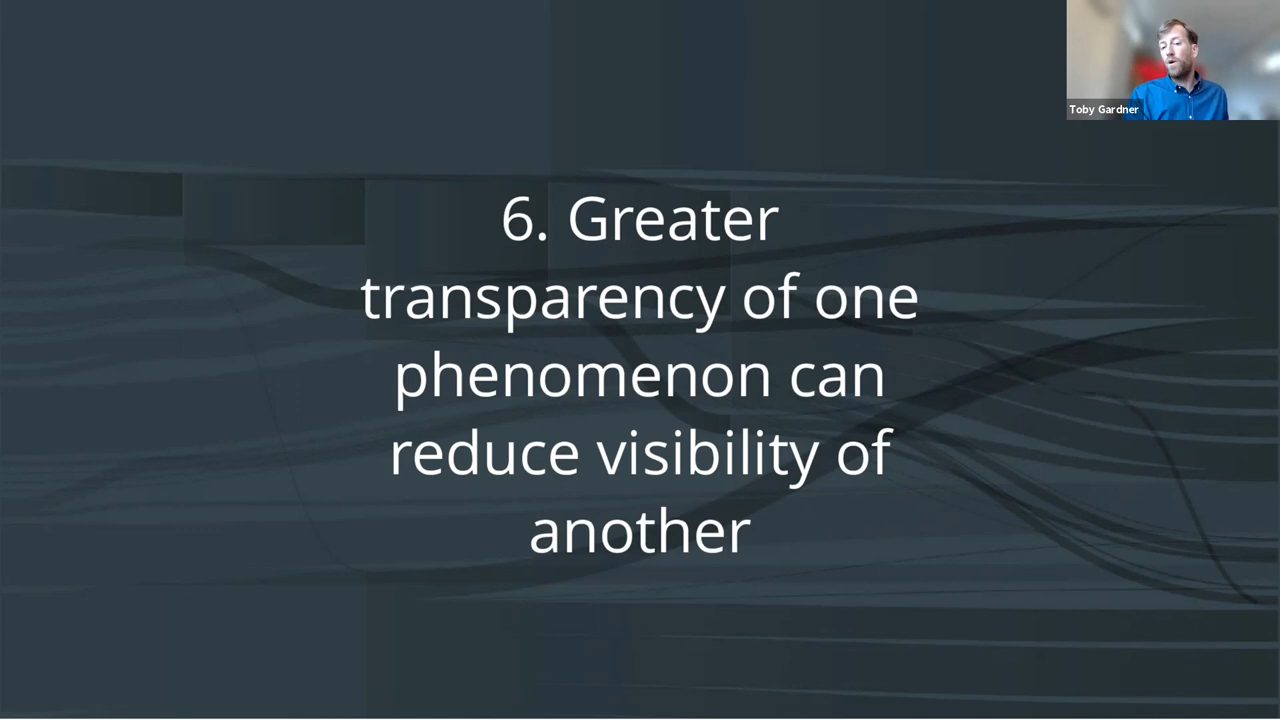 Toby Gardner
6. Greater
transparency of one
phenomenon can
reduce visibility of
another